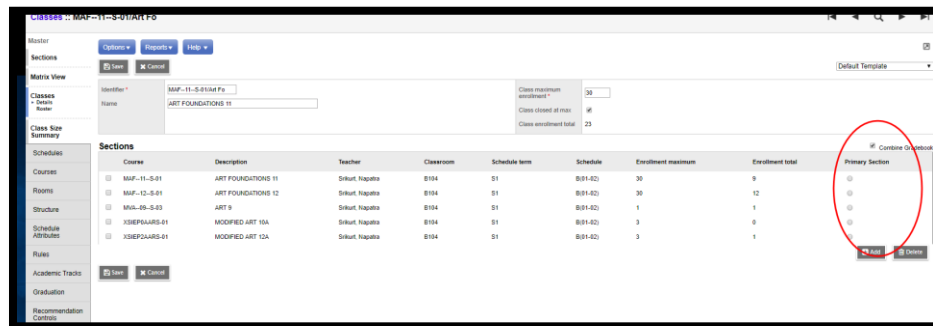 Classes :: MAF--11--S-01/Art Fo
Master
Sections
Matrix View
Classes
Details
Roster
Class Size
Summary
Schedules
Courses
Rooms
Structure
Schedule
Attributes
Rules
Academic Tracks
Graduation
Recommendation
Controls
Options Reports Help
Save Cancel
Default Template
Identifier * MAF--11--S-01/Art Fo
Name ART FOUNDATIONS 11
Class maximum
enrollment * 30
Class closed at max
Class enrollment total 23
Sections
Combine Gradebook
Course Description Teacher Classroom Schedule term Schedule Enrollment maximum Enrollment total Primary Section
MAF--11--S-01 ART FOUNDATIONS 11 Srikurt, Napatra B104 S1 B(01-02) 30 9
MAF--12--S-01 ART FOUNDATIONS 12 Srikurt, Napatra B104 S1 B(01-02) 30 12
MVA--09--S-03 ART 9 Srikurt, Napatra B104 S1 B(01-02) 1 1
XSIEP0AARS-01 MODIFIED ART 10A Srikurt, Napatra B104 S1 B(01-02) 3 0
XSIEP2AARS-01 MODIFIED ART 12A Srikurt, Napatra B104 S1 B(01-02) 3 1
Add Delete
Save Cancel